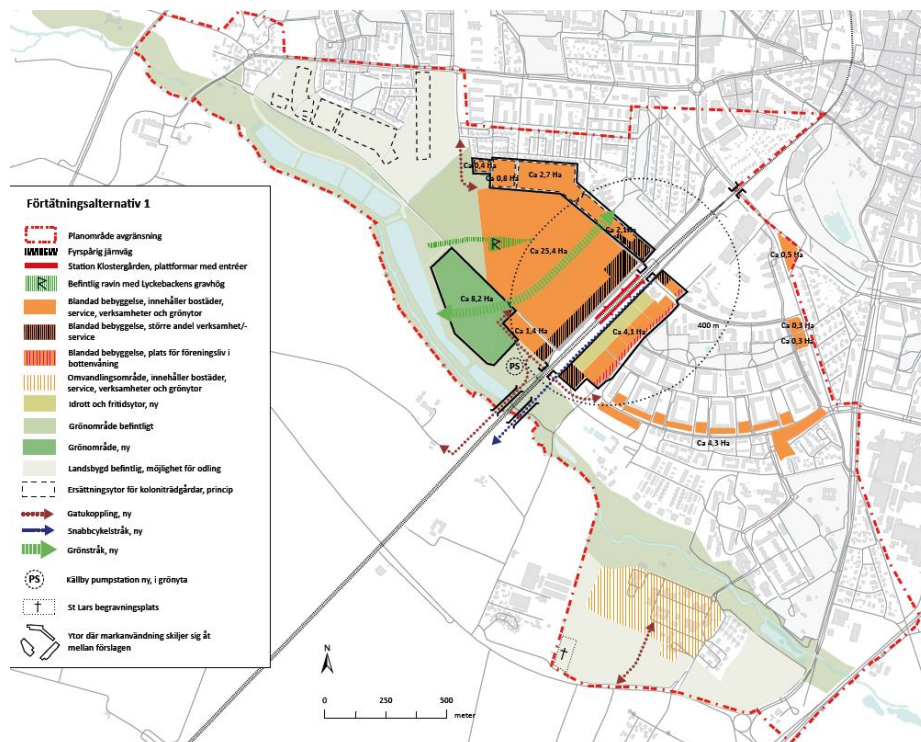 Förtätningsalternativ 1
Planområde avgränsning
Fyrspårig järnväg
Station Klostergården, plattformar med entréer
Befintlig ravin med Lyckebackens gravhög
R
Blandad bebyggelse, innehåller bostäder,
service, verksamheter och grönytor
Blandad bebyggelse, större andel verksamhet/-
service
Blandad bebyggelse, plats för föreningsliv i
bottenvåning
Omvandlingsområde, innehåller bostäder,
service, verksamheter och grönytor
Idrott och fritidsytor, ny
Grönområde befintligt
Grönområde, ny
Landsbygd befintlig, möjlighet för odling
Ersättningsytor för koloniträdgårdar, princip
Gatukoppling, ny
Snabbcykelstråk, ny
Grönstråk, ny
PS
Källby pumpstation ny, i grönyta
St Lars begravningsplats
Ytor där markanvändning skiljer sig åt
mellan förslagen
Ca 0,4 Ha
Ca 0,8 Ha
Ca 2,7 Ha
Ca 2,1Ha
R
Ca 25,4 Ha
Ca 0,5 Ha
Ca 8,2 Ha
Ca 1,4 Ha
Ca 4,1 Ha
400 m
Ca 0,3 Ha
Ca 0,3 Ha
PS
Ca 4,3 Ha
N
0
250
500
meter